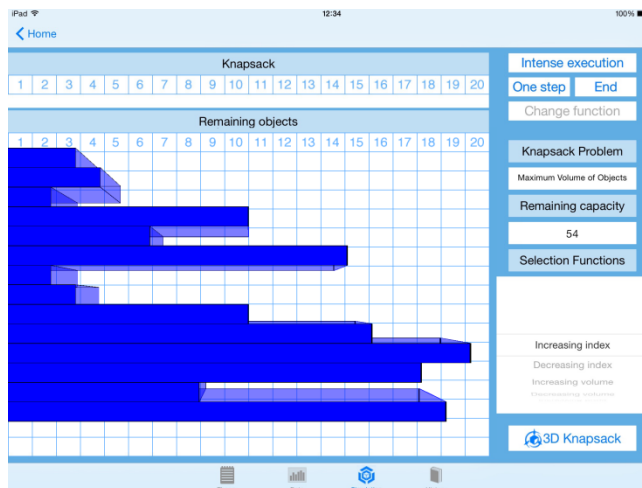 iPad 12:34 100%
Home
Knapsack
1 2 3 4 5 6 7 8 9 10 11 12 13 14 15 16 17 18 19 20
Remaining objects
1 2 3 4 5 6 7 8 9 10 11 12 13 14 15 16 17 18 19 20
Intense execution
One step End
Change function
Knapsack Problem
Maximum Volume of Objects
Remaining capacity
54
Selection Functions
Increasing index
Decreasing index
Increasing volume
Decreasing volume
3D Knapsack